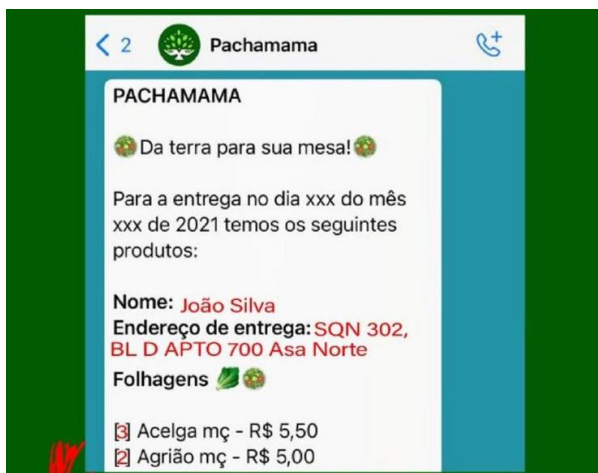 2 Pachamama
PACHAMAMA
Da terra para sua mesa!
Para a entrega no dia xxx do mês
xxx de 2021 temos os seguintes
produtos:
Nome: João Silva
Endereço de entrega: SQN 302,
BL D APTO 700 Asa Norte
Folhagens
[3] Acelga mç - R$ 5,50
[2] Agrião mç - R$ 5,00